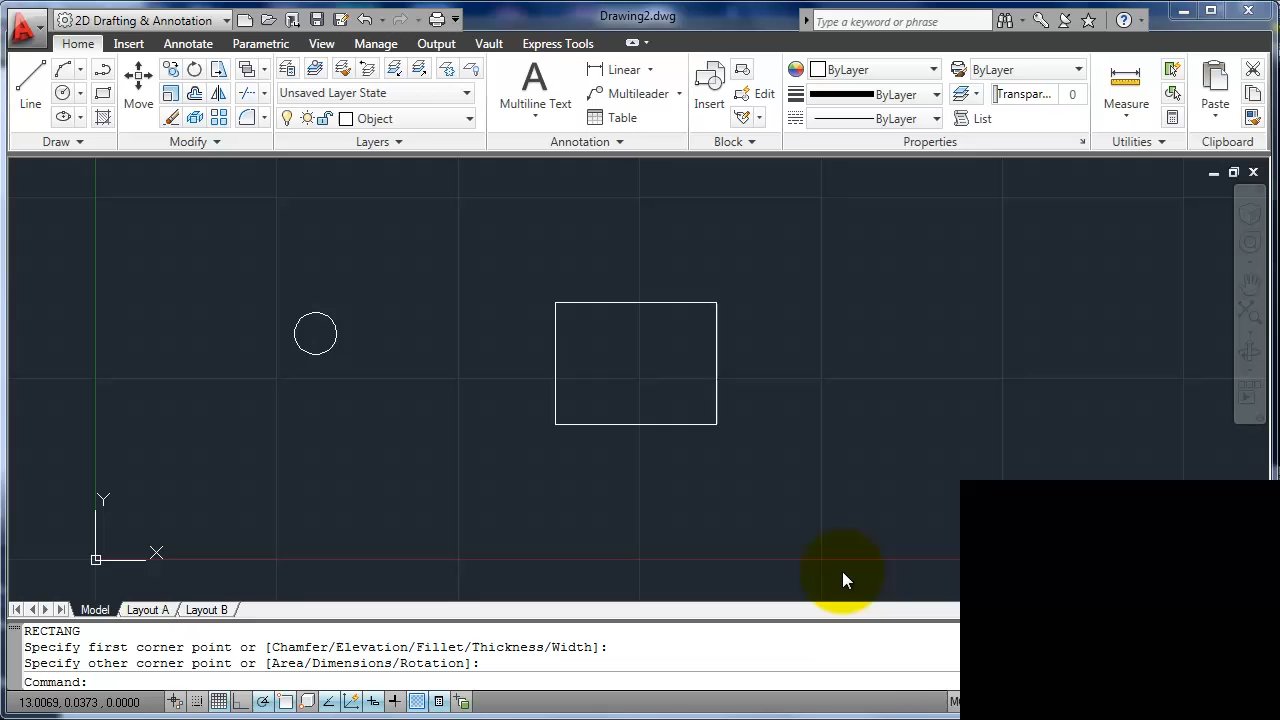 2D Drafting & Annotation
Drawing2.dwg
Type a keyword or phrase
Home Insert Annotate Parametric View Manage Output Vault Express Tools
Line
Move
Unsaved Layer State
Object
A
Multiline Text
Linear
Multileader
Table
Insert
Edit
ByLayer
ByLayer
ByLayer
ByLayer
Transpar... 0
List
Measure
Paste
Draw Modify Layers Annotation Block Properties Utilities Clipboard
Y
X
Model Layout A Layout B
RECTANG
Specify first corner point or [Chamfer/Elevation/Fillet/Thickness/Width]:
Specify other corner point or [Area/Dimensions/Rotation]:
Command:
13.0069, 0.0373, 0.0000